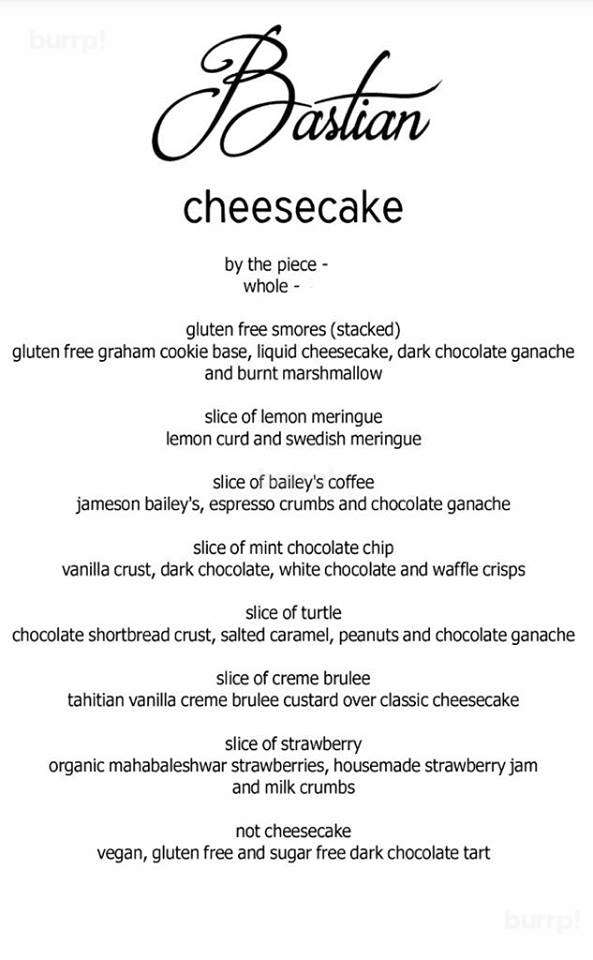 burrp!
Bastian
cheesecake
by the piece -
whole -
gluten free smores (stacked)
gluten free graham cookie base, liquid cheesecake, dark chocolate ganache
and burnt marshmallow
slice of lemon meringue
lemon curd and swedish meringue
slice of bailey's coffee
jameson bailey's, espresso crumbs and chocolate ganache
slice of mint chocolate chip
vanilla crust, dark chocolate, white chocolate and waffle crisps
slice of turtle
chocolate shortbread crust, salted caramel, peanuts and chocolate ganache
slice of creme brulee
tahitian vanilla creme brulee custard over classic cheesecake
slice of strawberry
organic mahabaleshwar strawberries, housemade strawberry jam
and milk crumbs
not cheesecake
vegan, gluten free and sugar free dark chocolate tart
burrp!